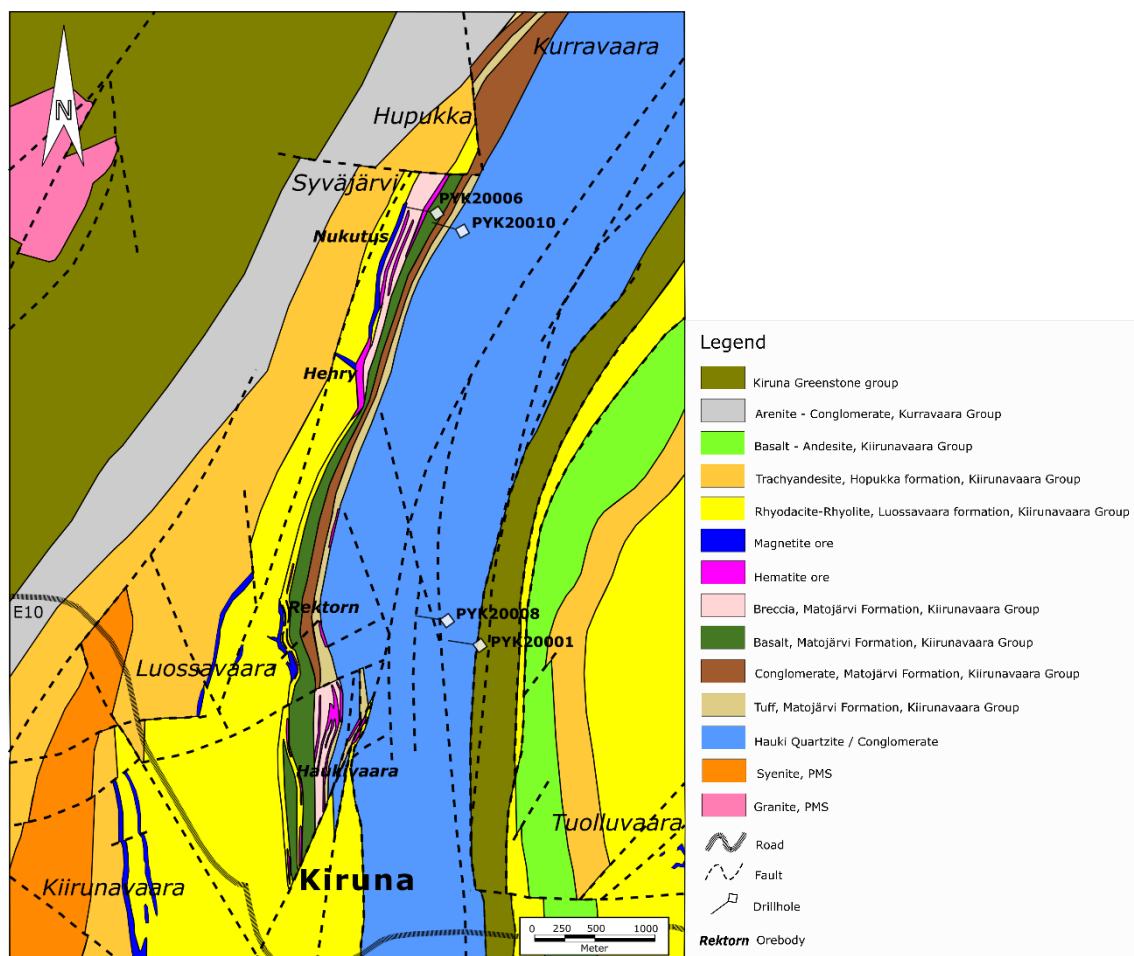 Kurravaara
N
Hupukka
Syväjärvi
PYK20006
PYK20010
Nukutus
Henry
E10
Rektorn
PYK20008
PYK20001
Luossavaara
Haukivaara
Tuolluvaara
Kiirunavaara
Kiruna
0 250 500 1000
Meter
Legend
Kiruna Greenstone group
Arenite - Conglomerate, Kurravaara Group
Basalt - Andesite, Kiirunavaara Group
Trachyandesite, Hopukka formation, Kiirunavaara Group
Rhyodacite-Rhyolite, Luossavaara formation, Kiirunavaara Group
Magnetite ore
Hematite ore
Breccia, Matojärvi Formation, Kiirunavaara Group
Basalt, Matojärvi Formation, Kiirunavaara Group
Conglomerate, Matojärvi Formation, Kiirunavaara Group
Tuff, Matojärvi Formation, Kiirunavaara Group
Hauki Quartzite / Conglomerate
Syenite, PMS
Granite, PMS
Road
Fault
Drillhole
Rektorn Orebody